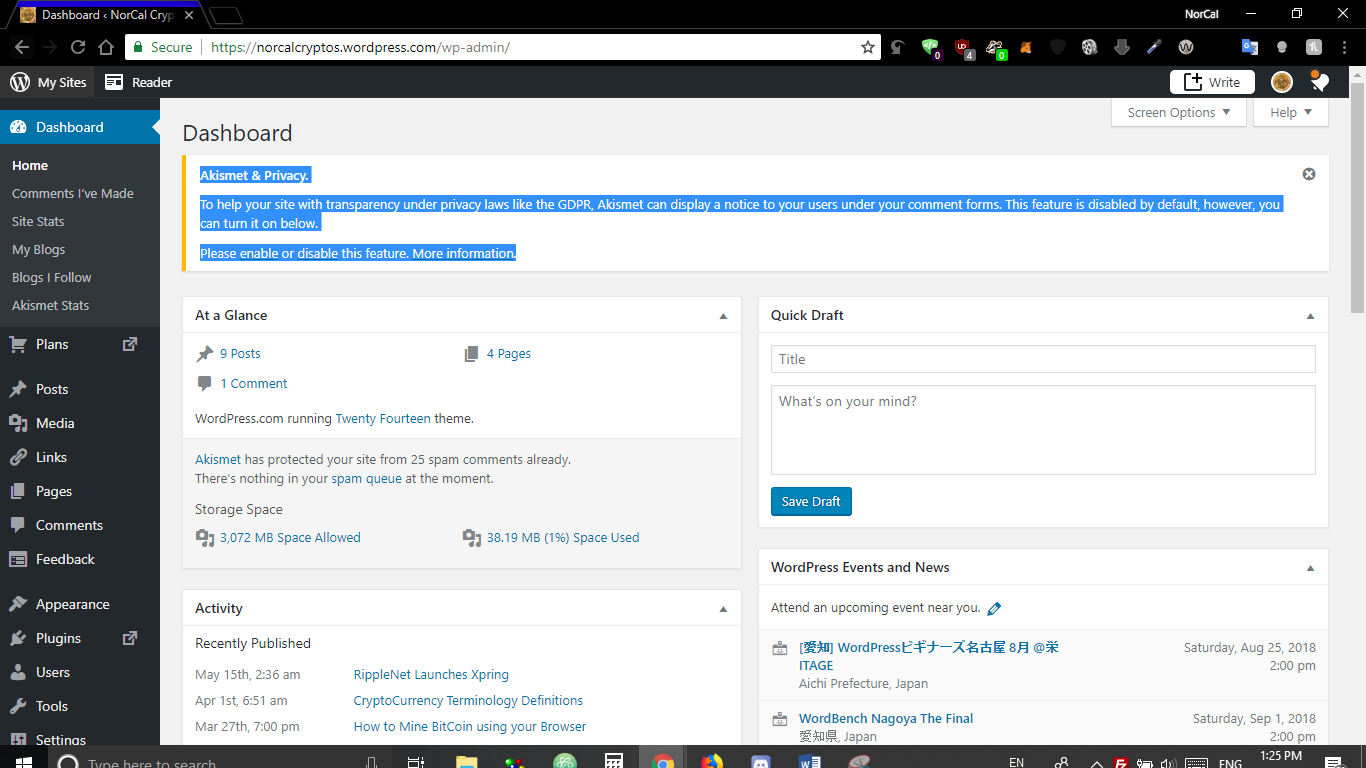 Dashboard ‹ NorCal Cryp
NorCal
Secure
https://norcalcryptos.wordpress.com/wp-admin/
0
4
0
My Sites
Reader
Write
Dashboard
Home
Comments I've Made
Site Stats
My Blogs
Blogs I Follow
Akismet Stats
Plans
Posts
Media
Links
Pages
Comments
Feedback
Appearance
Plugins
Users
Tools
Settings
Screen Options
Help
Dashboard
Akismet & Privacy.
To help your site with transparency under privacy laws like the GDPR, Akismet can display a notice to your users under your comment forms. This feature is disabled by default, however, you
can turn it on below.
Please enable or disable this feature. More information.
At a Glance
9 Posts
4 Pages
1 Comment
WordPress.com running Twenty Fourteen theme.
Akismet has protected your site from 25 spam comments already.
There's nothing in your spam queue at the moment.
Storage Space
3,072 MB Space Allowed
38.19 MB (1%) Space Used
Activity
Recently Published
May 15th, 2:36 am
RippleNet Launches Xpring
Apr 1st, 6:51 am
CryptoCurrency Terminology Definitions
Mar 27th, 7:00 pm
How to Mine BitCoin using your Browser
Quick Draft
Title
What's on your mind?
Save Draft
WordPress Events and News
Attend an upcoming event near you.
[愛知] WordPressビギナーズ名古屋 8月 @栄
ITAGE
Aichi Prefecture, Japan
Saturday, Aug 25, 2018
2:00 pm
WordBench Nagoya The Final
愛知県, Japan
Saturday, Sep 1, 2018
2:00 pm
Type here to search
EN
ENG
1:25 PM